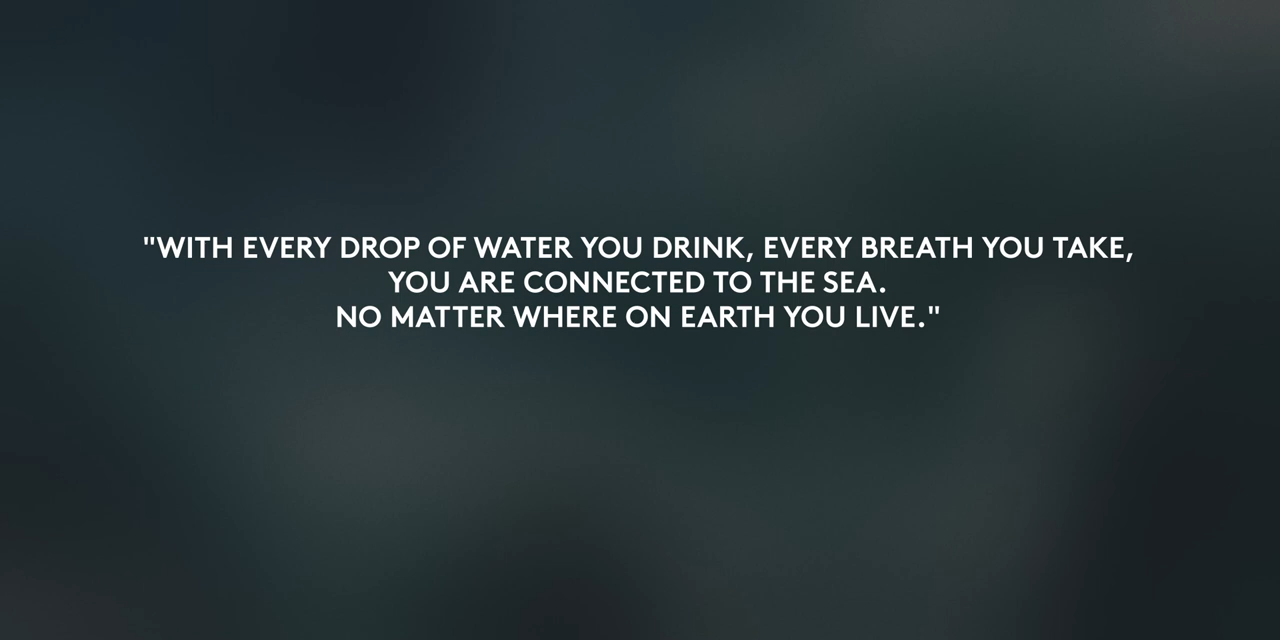 "WITH EVERY DROP OF WATER YOU DRINK, EVERY BREATH YOU TAKE,
YOU ARE CONNECTED TO THE SEA.
NO MATTER WHERE ON EARTH YOU LIVE."